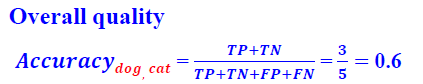 Overall quality
Accuracy dog, cat = TP+TN / TP+TN+FP+FN = 3/5 = 0.6